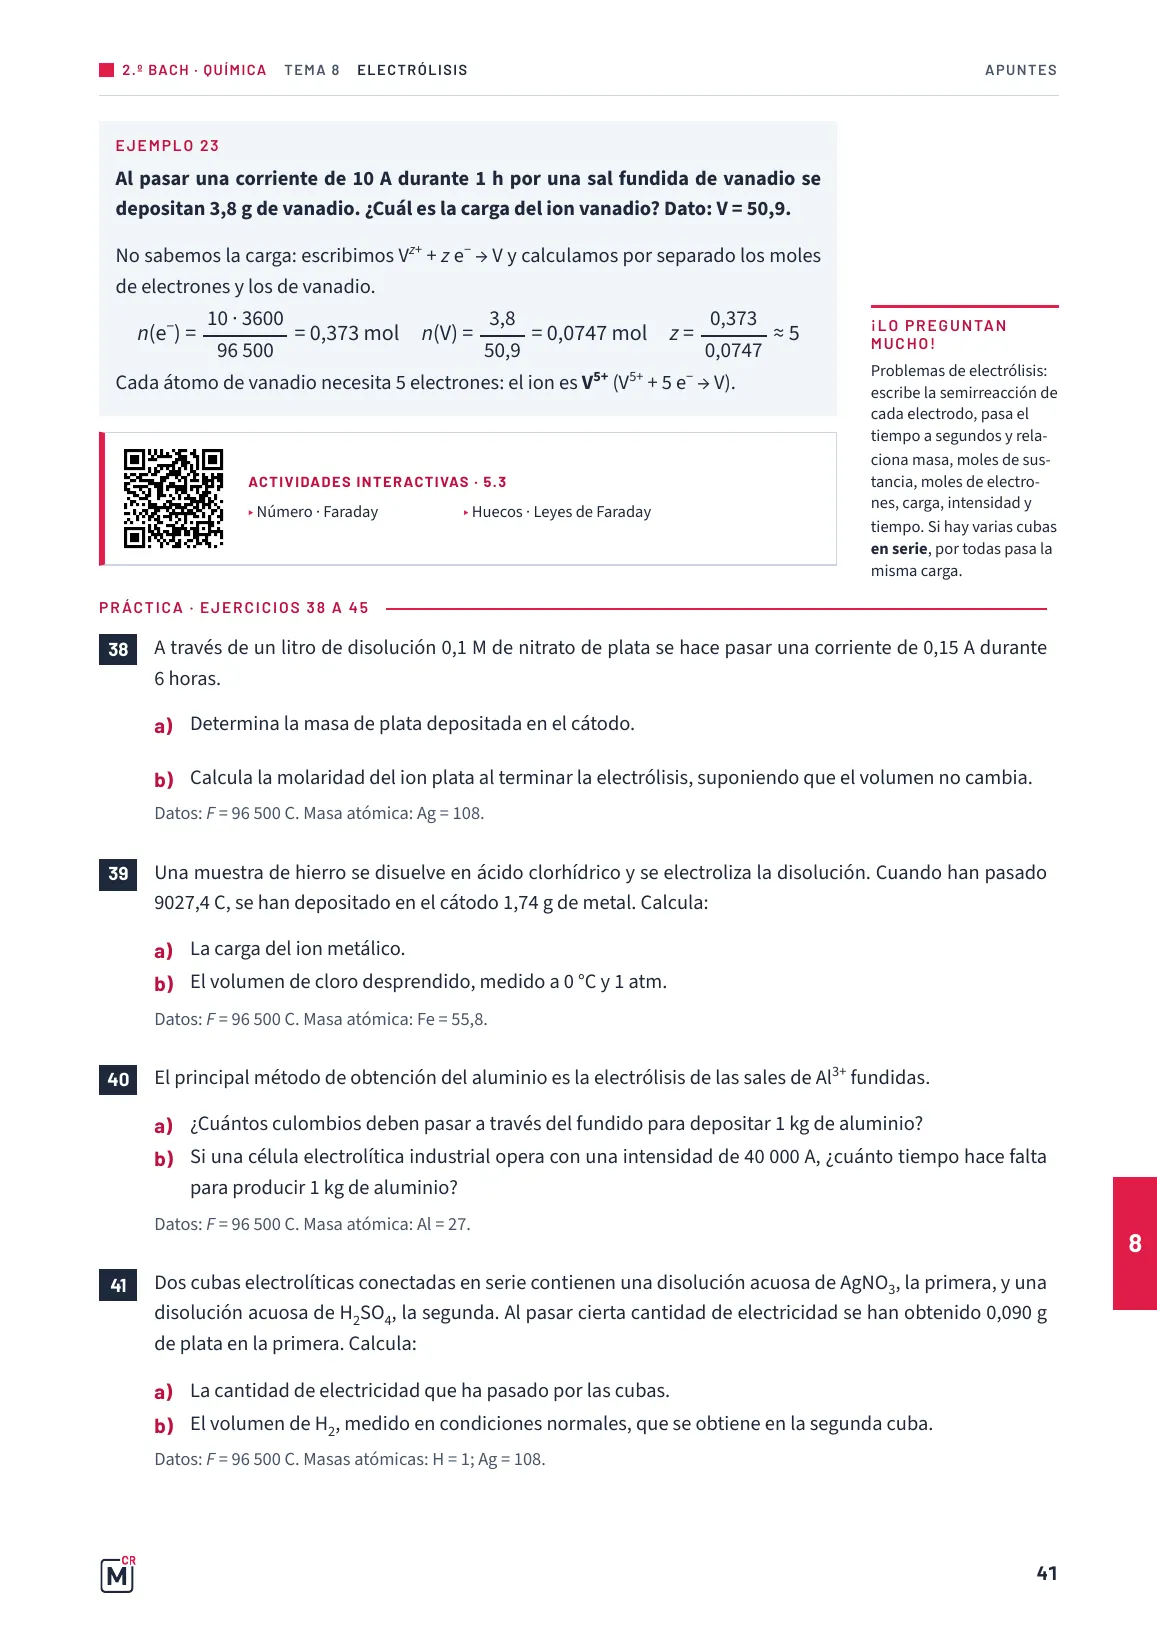 2.º BACH · QUÍMICA TEMA 8 ELECTRÓLISIS APUNTES
EJEMPLO 23
Al pasar una corriente de 10 A durante 1 h por una sal fundida de vanadio se
depositan 3,8 g de vanadio. ¿Cuál es la carga del ion vanadio? Dato: V = 50,9.
No sabemos la carga: escribimos V^{z+} + z e⁻ → V y calculamos por separado los moles
de electrones y los de vanadio.
n(e⁻) = 10 · 3600 / 96 500 = 0,373 mol n(V) = 3,8 / 50,9 = 0,0747 mol z = 0,373 / 0,0747 ≈ 5
Cada átomo de vanadio necesita 5 electrones: el ion es V⁵⁺ (V⁵⁺ + 5 e⁻ → V).
¡LO PREGUNTAN
MUCHO!
Problemas de electrólisis:
escribe la semirreacción de
cada electrodo, pasa el
tiempo a segundos y rela-
ciona masa, moles de sus-
tancia, moles de electro-
nes, carga, intensidad y
tiempo. Si hay varias cubas
en serie, por todas pasa la
misma carga.
ACTIVIDADES INTERACTIVAS · 5.3
▸ Número · Faraday ▸ Huecos · Leyes de Faraday
PRÁCTICA · EJERCICIOS 38 A 45
38 A través de un litro de disolución 0,1 M de nitrato de plata se hace pasar una corriente de 0,15 A durante
6 horas.
a) Determina la masa de plata depositada en el cátodo.
b) Calcula la molaridad del ion plata al terminar la electrólisis, suponiendo que el volumen no cambia.
Datos: F = 96 500 C. Masa atómica: Ag = 108.
39 Una muestra de hierro se disuelve en ácido clorhídrico y se electroliza la disolución. Cuando han pasado
9027,4 C, se han depositado en el cátodo 1,74 g de metal. Calcula:
a) La carga del ion metálico.
b) El volumen de cloro desprendido, medido a 0 °C y 1 atm.
Datos: F = 96 500 C. Masa atómica: Fe = 55,8.
40 El principal método de obtención del aluminio es la electrólisis de las sales de Al³⁺ fundidas.
a) ¿Cuántos culombios deben pasar a través del fundido para depositar 1 kg de aluminio?
b) Si una célula electrolítica industrial opera con una intensidad de 40 000 A, ¿cuánto tiempo hace falta
para producir 1 kg de aluminio?
Datos: F = 96 500 C. Masa atómica: Al = 27.
8
41 Dos cubas electrolíticas conectadas en serie contienen una disolución acuosa de AgNO₃, la primera, y una
disolución acuosa de H₂SO₄, la segunda. Al pasar cierta cantidad de electricidad se han obtenido 0,090 g
de plata en la primera. Calcula:
a) La cantidad de electricidad que ha pasado por las cubas.
b) El volumen de H₂, medido en condiciones normales, que se obtiene en la segunda cuba.
Datos: F = 96 500 C. Masas atómicas: H = 1; Ag = 108.
M CR
41